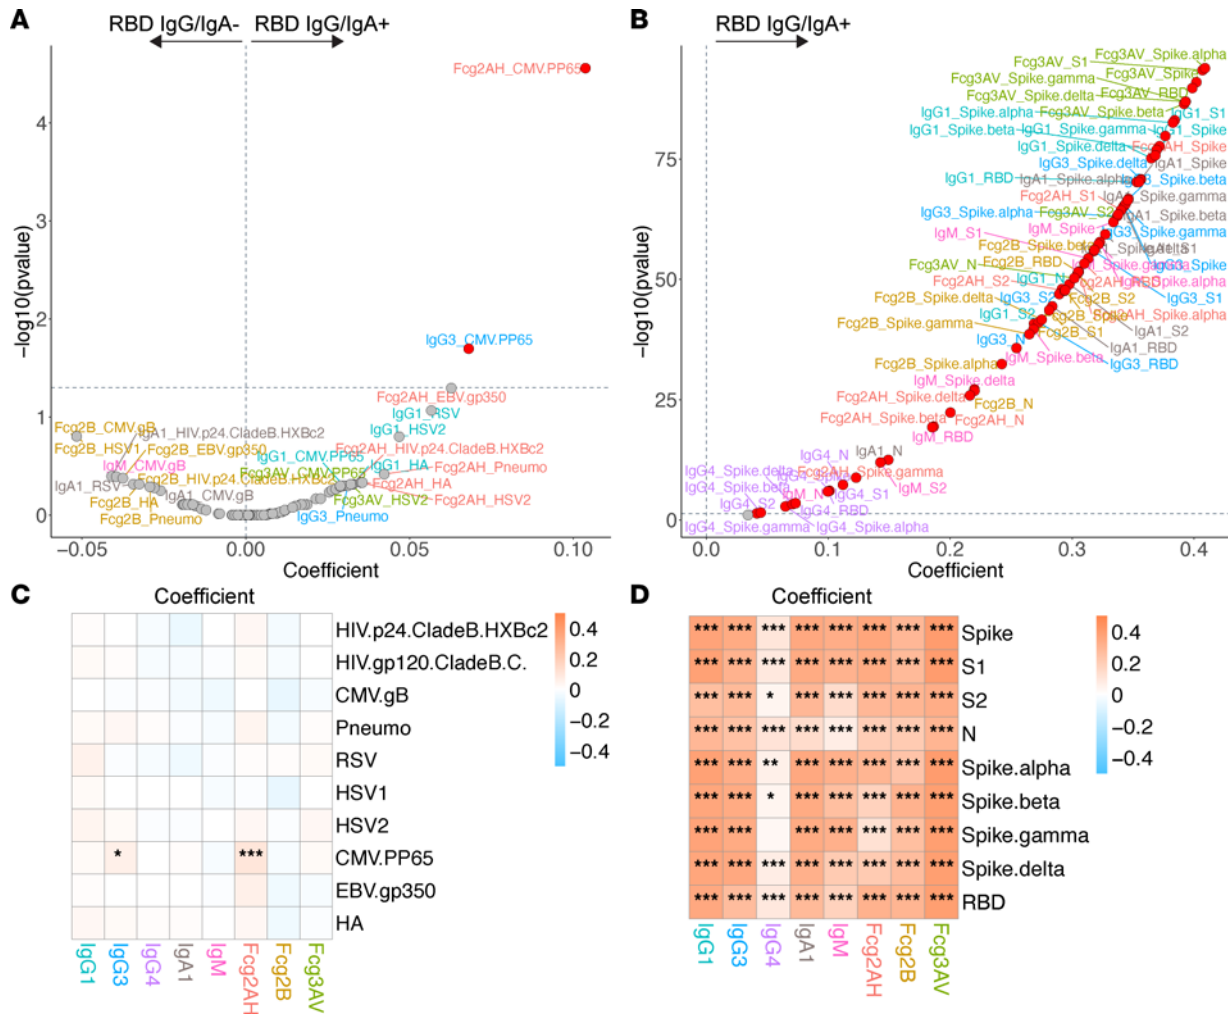 A
RBD IgG/IgA-
RBD IgG/IgA+
Fcg2AH_CMV.PP65
IgG3_CMV.PP65
Fcg2AH_EBV.gp350
IgG1_RSV
IgG1_HSV2
Fcg2B_CMV.gB
IgA1_HIV.p24.CladeB.HXBc2
Fcg2B_HSV1
Fcg2B_EBV.gp350
Fcg2AH_HIV.p24.CladeB.HXBc2
IgM_CMV.gB
IgG1_CMV.PP65
IgG1_HA
Fcg2AH_Pneumo
Fcg2B_HIV.p24.CladeB.HXBc2
Fcg3AV_CMV.PP65
IgA1_RSV
IgA1_CMV.gB
Fcg2AH_HA
Fcg2B_HA
Fcg3AV_HSV2
Fcg2AH_HSV2
Fcg2B_Pneumo
IgG3_Pneumo
4
3
2
1
0
−log10(pvalue)
−0.05
0.00
0.05
0.10
Coefficient
B
RBD IgG/IgA+
Fcg3AV_Spike.alpha
Fcg3AV_S1
Fcg3AV_Spike
Fcg3AV_Spike.gamma
Fcg3AV_RBD
Fcg3AV_Spike.delta
Fcg3AV_Spike.beta
IgG1_S1
IgG1_Spike.alpha
IgG1_Spike.beta
IgG1_Spike.gamma
IgG1_Spike
IgG1_Spike.delta
Fcg2AH_Spike
IgG3_Spike.delta
IgA1_Spike
IgG1_RBD
IgA1_Spike.alpha
IgG3_Spike.beta
Fcg2AH_S1
IgA1_Spike.gamma
IgG3_Spike.alpha
Fcg3AV_S2
IgA1_Spike.beta
IgM_Spike
IgG3_Spike.gamma
IgM_S1
Fcg2B_Spike.beta
IgA1_Spike.delta
IgA1_S1
Fcg3AV_N
Fcg2B_RBD
IgM_Spike.gamma
IgG3_Spike
Fcg2AH_S2
IgG1_N
Fcg2AH_RBD
IgM_Spike.alpha
Fcg2B_Spike.delta
IgG3_S2
Fcg2B_S2
IgG3_S1
IgG1_S2
Fcg2B_Spike
Fcg2AH_Spike.alpha
Fcg2B_Spike.gamma
Fcg2B_S1
IgA1_S2
IgG3_N
IgA1_RBD
IgM_Spike.beta
IgG3_RBD
Fcg2B_Spike.alpha
IgM_Spike.delta
Fcg2AH_Spike.delta
Fcg2B_N
Fcg2AH_Spike.beta
Fcg2AH_N
IgM_RBD
IgG4_N
IgA1_N
IgG4_Spike.delta
IgG4_Spike
Fcg2AH_Spike.gamma
IgG4_Spike.beta
IgM_N
IgG4_S1
IgM_S2
IgG4_S2
IgG4_RBD
IgG4_Spike.gamma
IgG4_Spike.alpha
75
50
25
0
−log10(pvalue)
0.0
0.1
0.2
0.3
0.4
Coefficient
C
Coefficient
HIV.p24.CladeB.HXBc2
HIV.gp120.CladeB.C.
CMV.gB
Pneumo
RSV
HSV1
HSV2
* *** CMV.PP65
EBV.gp350
HA
IgG1
IgG3
IgG4
IgA1
IgM
Fcg2AH
Fcg2B
Fcg3AV
0.4
0.2
0
−0.2
−0.4
D
Coefficient
*** *** *** *** *** *** *** *** Spike
*** *** *** *** *** *** *** *** S1
*** *** * *** *** *** *** *** S2
*** *** *** *** *** *** *** *** N
*** *** ** *** *** *** *** *** Spike.alpha
*** *** * *** *** *** *** *** Spike.beta
*** *** *** *** *** *** *** Spike.gamma
*** *** *** *** *** *** *** *** Spike.delta
*** *** *** *** *** *** *** *** RBD
IgG1
IgG3
IgG4
IgA1
IgM
Fcg2AH
Fcg2B
Fcg3AV
0.4
0.2
0
−0.2
−0.4